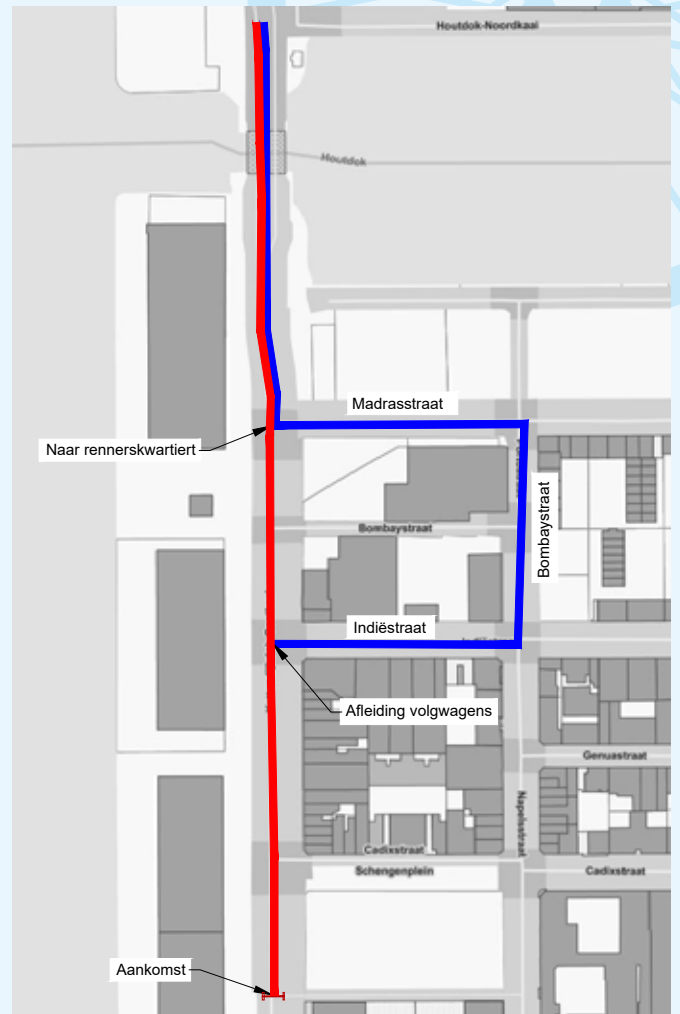 Houtdok-Noordkaai
Houtdok
Madrasstraat
Naar rennerskwartiert
Bombaystraat
Bombaystraat
Indiëstraat
Afleiding volgwagens
Genuastraat
Napelsstraat
Cadixstraat
Schengenplein
Cadixstraat
Aankomst